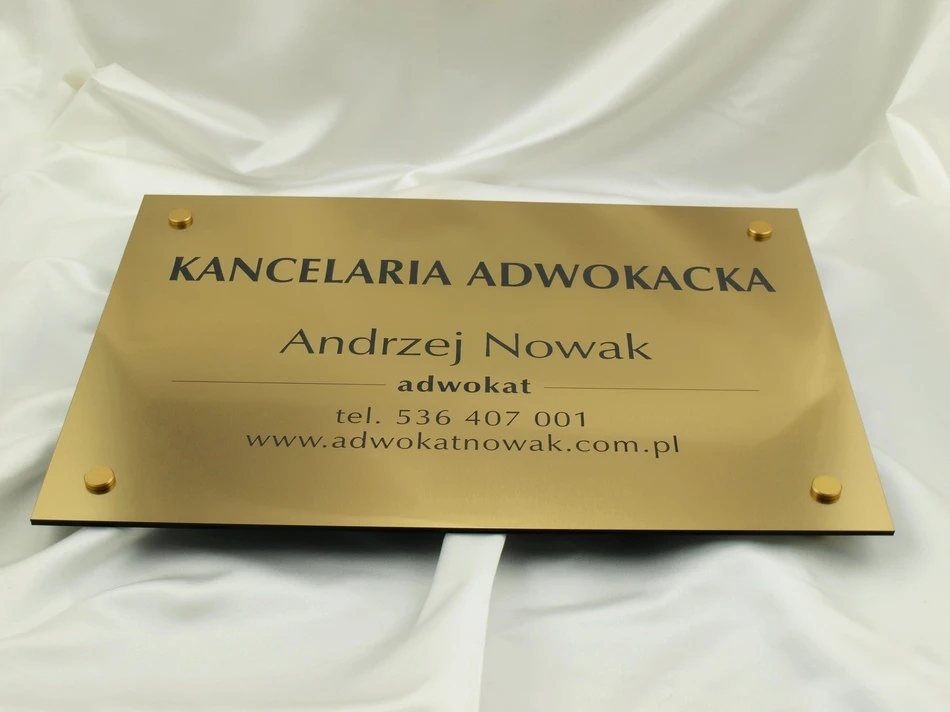 KANCELARIA ADWOKACKA
Andrzej Nowak
adwokat
tel. 536 407 001
www.adwokatnowak.com.pl